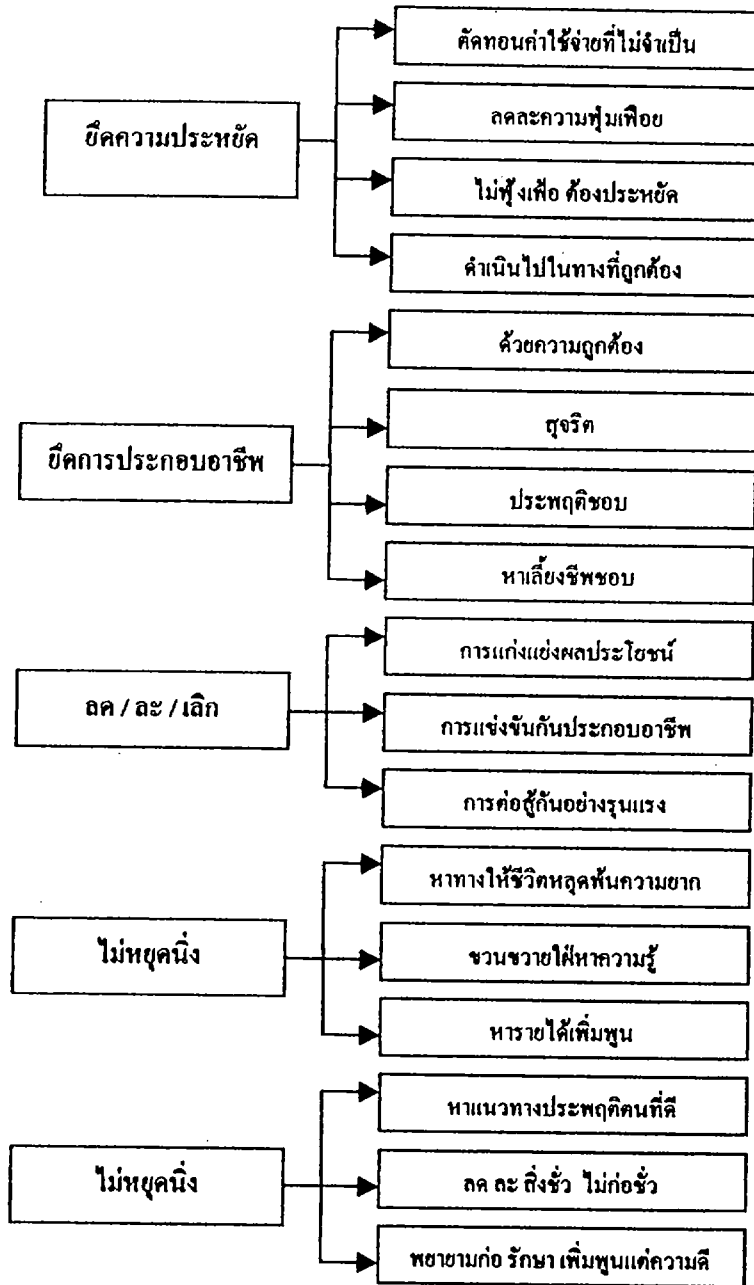 ยึดความประหยัด
ตัดทอนค่าใช้จ่ายที่ไม่จำเป็น
ลดละความฟุ่มเฟือย
ไม่ฟุ้งเฟ้อ ต้องประหยัด
ดำเนินไปในทางที่ถูกต้อง
ยึดการประกอบอาชีพ
ด้วยความถูกต้อง
สุจริต
ประพฤติชอบ
หาเลี้ยงชีพชอบ
ลด / ละ / เลิก
การแก่งแย่งผลประโยชน์
การแข่งขันกันประกอบอาชีพ
การต่อสู้กันอย่างรุนแรง
ไม่หยุดนิ่ง
หาทางให้ชีวิตหลุดพ้นความยาก
ขวนขวายใฝ่หาความรู้
หารายได้เพิ่มพูน
ไม่หยุดนิ่ง
หาแนวทางประพฤติตนที่ดี
ลด ละ สิ่งชั่ว ไม่ก่อชั่ว
พยายามก่อ รักษา เพิ่มพูนแต่ความดี